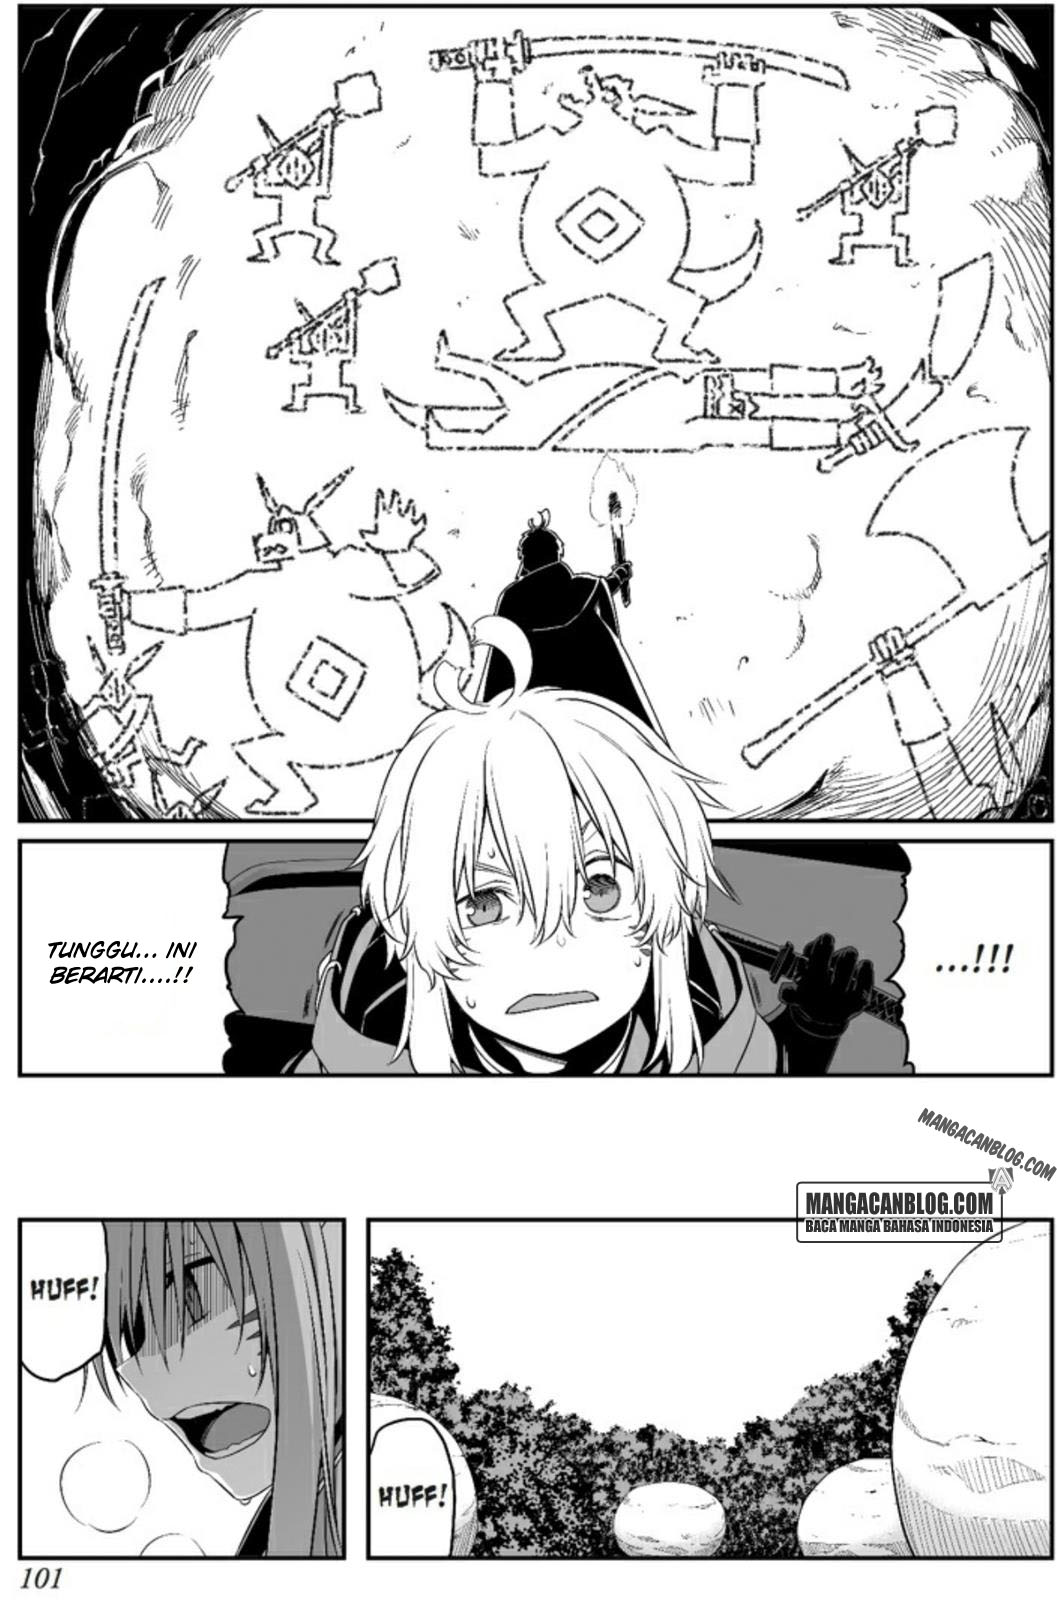 ...!!!
TUNGGU... INI
BERARTI....!!
MANGACANBLOG.COM
MANGACANBLOG.COM
BACA MANGA BAHASA INDONESIA
HUFF!
HUFF!
101